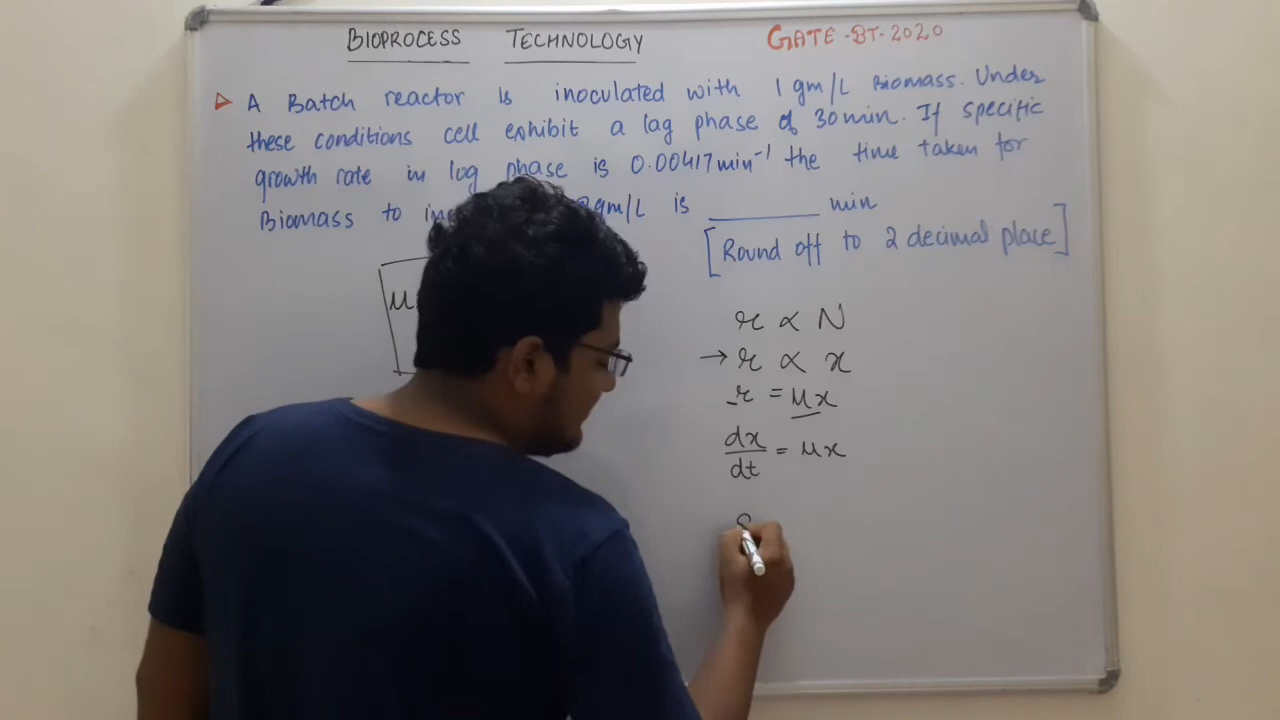 BIOPROCESS TECHNOLOGY
GATE-BT-2020
A Batch reactor is inoculated with 1 gm/L Biomass. Under
these conditions cell exhibit a lag phase of 30 min. If specific
growth rate in log phase is 0.00417 min⁻¹ the time taken for
Biomass to gm/L is ________ min
[Round off to 2 decimal place]
μ
r ∝ N
→ r ∝ x
r = μx
dx/dt = μx